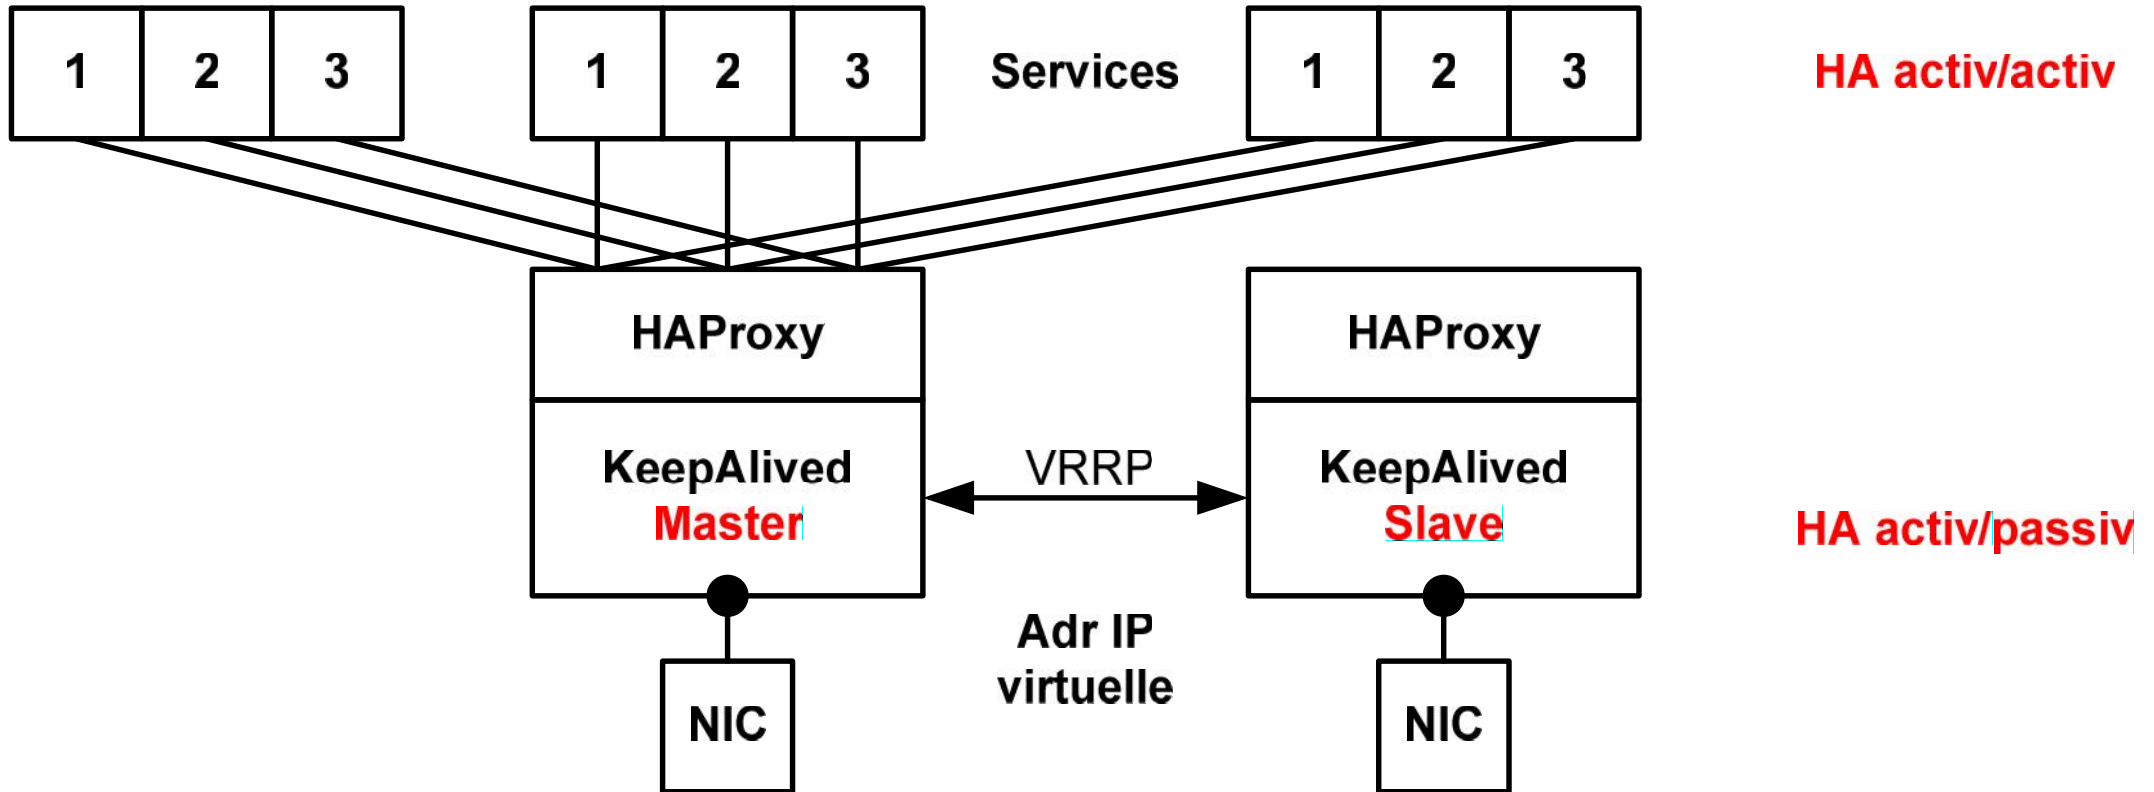 1 2 3 1 2 3 Services 1 2 3 HA activ/activ
HAProxy HAProxy
KeepAlived VRRP KeepAlived
Master Slave HA activ/passiv
Adr IP
virtuelle
NIC NIC